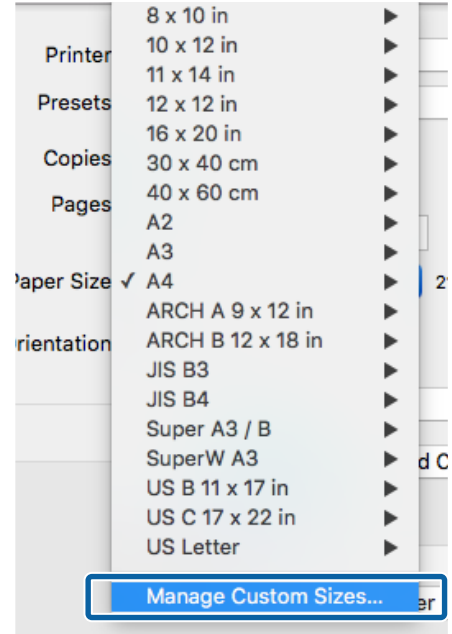 8 x 10 in
Printer
10 x 12 in
11 x 14 in
Presets
12 x 12 in
16 x 20 in
Copies
30 x 40 cm
Pages
40 x 60 cm
A2
A3
Paper Size ✓ A4
ARCH A 9 x 12 in
ARCH B 12 x 18 in
rientation
JIS B3
JIS B4
Super A3 / B
SuperW A3
d C
US B 11 x 17 in
US C 17 x 22 in
US Letter
Manage Custom Sizes...
er